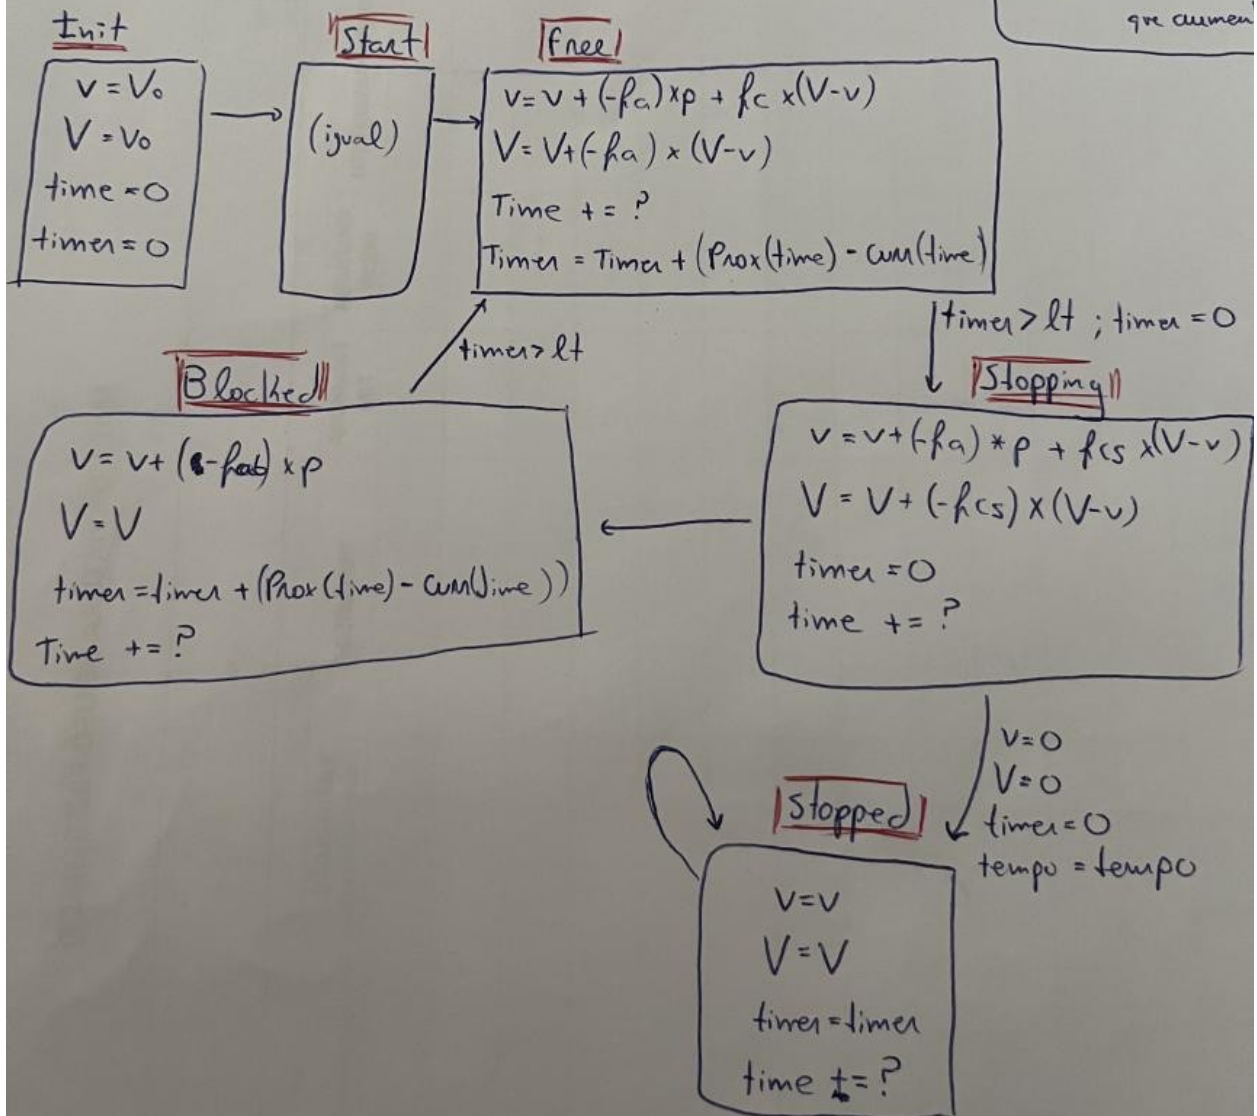 que aumen
Init
v = V₀
V = V₀
time = 0
timer = 0
Start
(igual)
Free
v = v + (-fa) × p + fc × (V-v)
V = V + (-fa) × (V-v)
Time += ?
Timer = Timer + (Prox(time) - curr(time)
timer > lt ; timer = 0
timer > lt
Stopping
v = v + (-fa) * p + fcs × (V-v)
V = V + (-fcs) × (V-v)
timer = 0
time += ?
Blocked
v = v + (-fab) × p
V = V
timer = timer + (Prox(time) - curr(time))
Time += ?
v = 0
V = 0
timer = 0
tempo = tempo
Stopped
v = v
V = V
timer = timer
time += ?